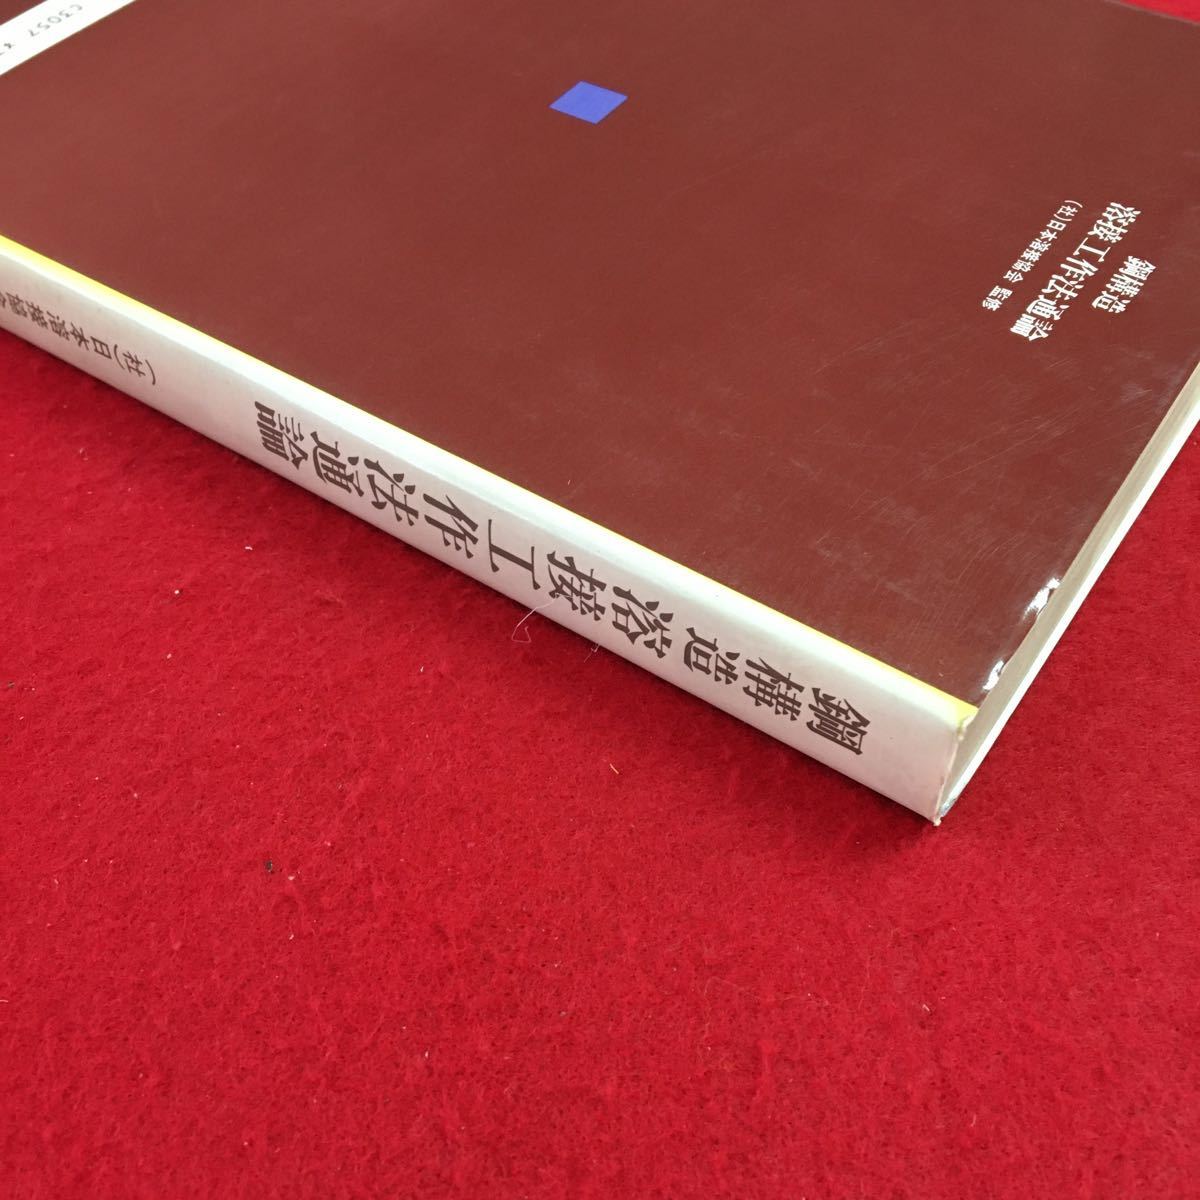 鋼構造
溶接工作法通論
(社)日本溶接協会 監修
鋼構造溶接工作法通論
(社)日本溶接協会
C3057